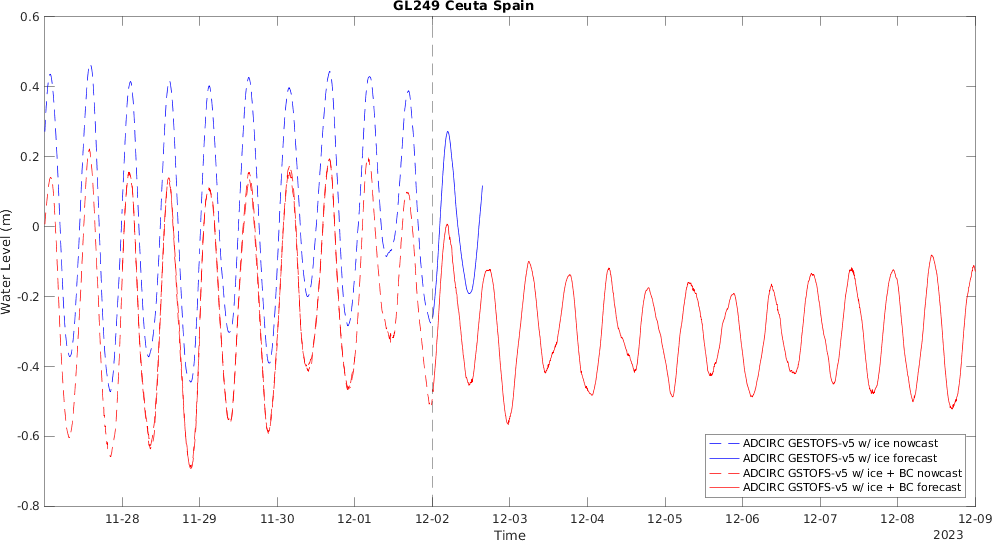 GL249 Ceuta Spain
0.6
0.4
0.2
0
-0.2
-0.4
-0.6
-0.8
Water Level (m)
11-28 11-29 11-30 12-01 12-02 12-03 12-04 12-05 12-06 12-07 12-08 12-09
Time
2023
ADCIRC GESTOFS-v5 w/ ice nowcast
ADCIRC GESTOFS-v5 w/ ice forecast
ADCIRC GSTOFS-v5 w/ ice + BC nowcast
ADCIRC GSTOFS-v5 w/ ice + BC forecast